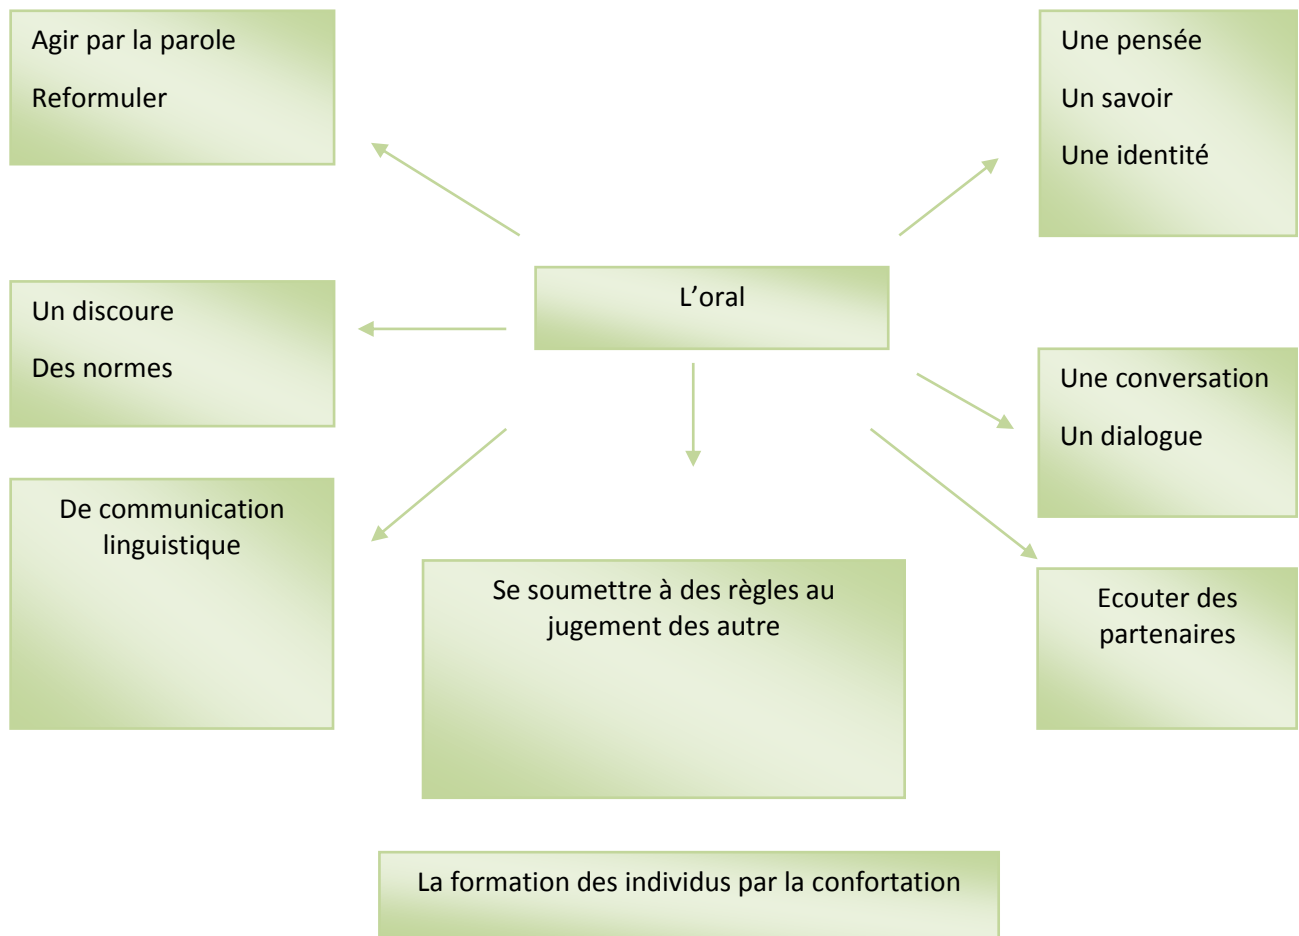 Agir par la parole
Reformuler
Une pensée
Un savoir
Une identité
L’oral
Un discoure
Des normes
Une conversation
Un dialogue
De communication
linguistique
Se soumettre à des règles au
jugement des autre
Ecouter des
partenaires
La formation des individus par la confortation